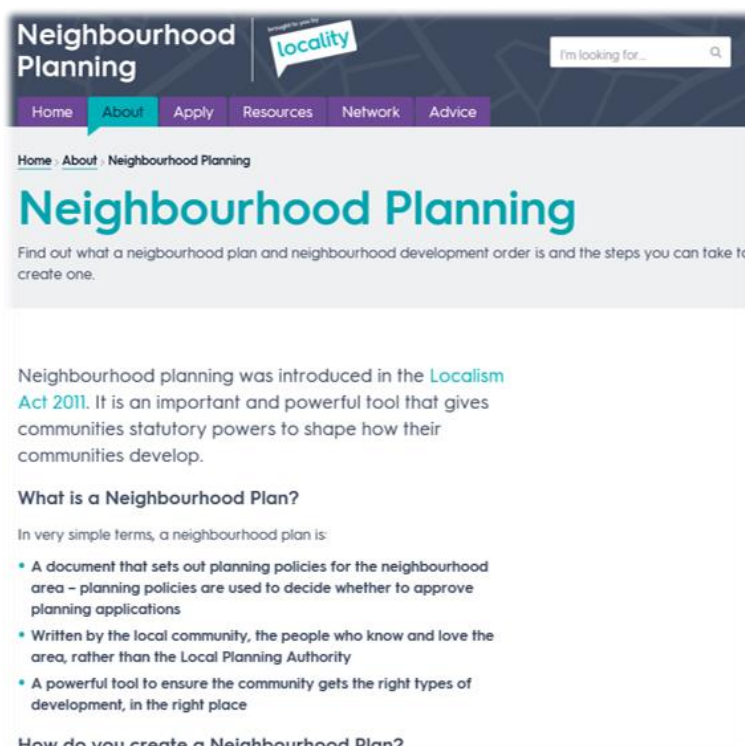 Neighbourhood
Planning
brought to you by
locality
I'm looking for...
Home About Apply Resources Network Advice
Home › About › Neighbourhood Planning
Neighbourhood Planning
Find out what a neigbourhood plan and neighbourhood development order is and the steps you can take to
create one.
Neighbourhood planning was introduced in the Localism
Act 2011. It is an important and powerful tool that gives
communities statutory powers to shape how their
communities develop.
What is a Neighbourhood Plan?
In very simple terms, a neighbourhood plan is:
• A document that sets out planning policies for the neighbourhood
area – planning policies are used to decide whether to approve
planning applications
• Written by the local community, the people who know and love the
area, rather than the Local Planning Authority
• A powerful tool to ensure the community gets the right types of
development, in the right place
How do you create a Neighbourhood Plan?